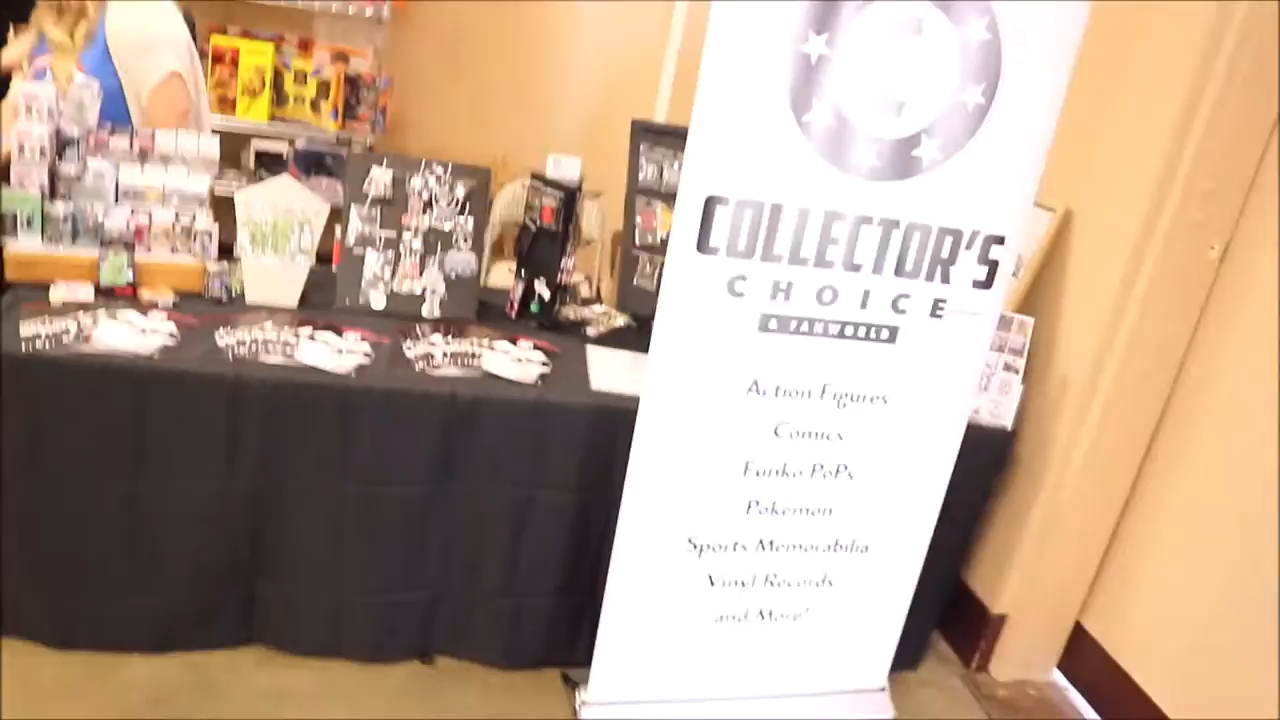 COLLECTOR'S
CHOICE
& FANWORLD
Action Figures
Comics
Funko PoPs
Pokemon
Sports Memorabilia
Vinyl Records
and More!